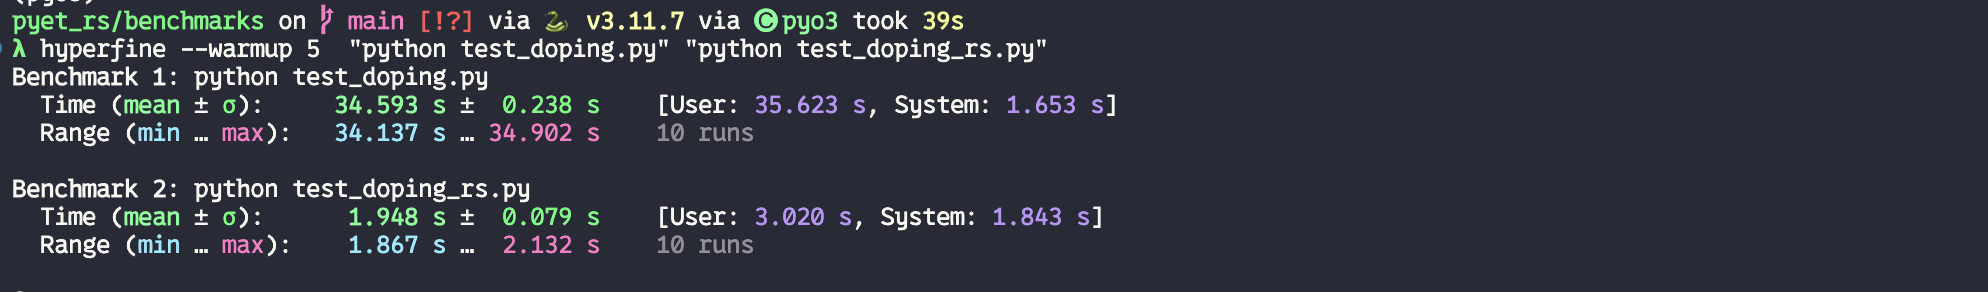 pyet_rs/benchmarks on main [!?] via 🐍 v3.11.7 via 🅒 pyo3 took 39s
λ hyperfine --warmup 5  "python test_doping.py" "python test_doping_rs.py"
Benchmark 1: python test_doping.py
  Time (mean ± σ):     34.593 s ±  0.238 s    [User: 35.623 s, System: 1.653 s]
  Range (min … max):   34.137 s … 34.902 s    10 runs

Benchmark 2: python test_doping_rs.py
  Time (mean ± σ):      1.948 s ±  0.079 s    [User: 3.020 s, System: 1.843 s]
  Range (min … max):    1.867 s …  2.132 s    10 runs